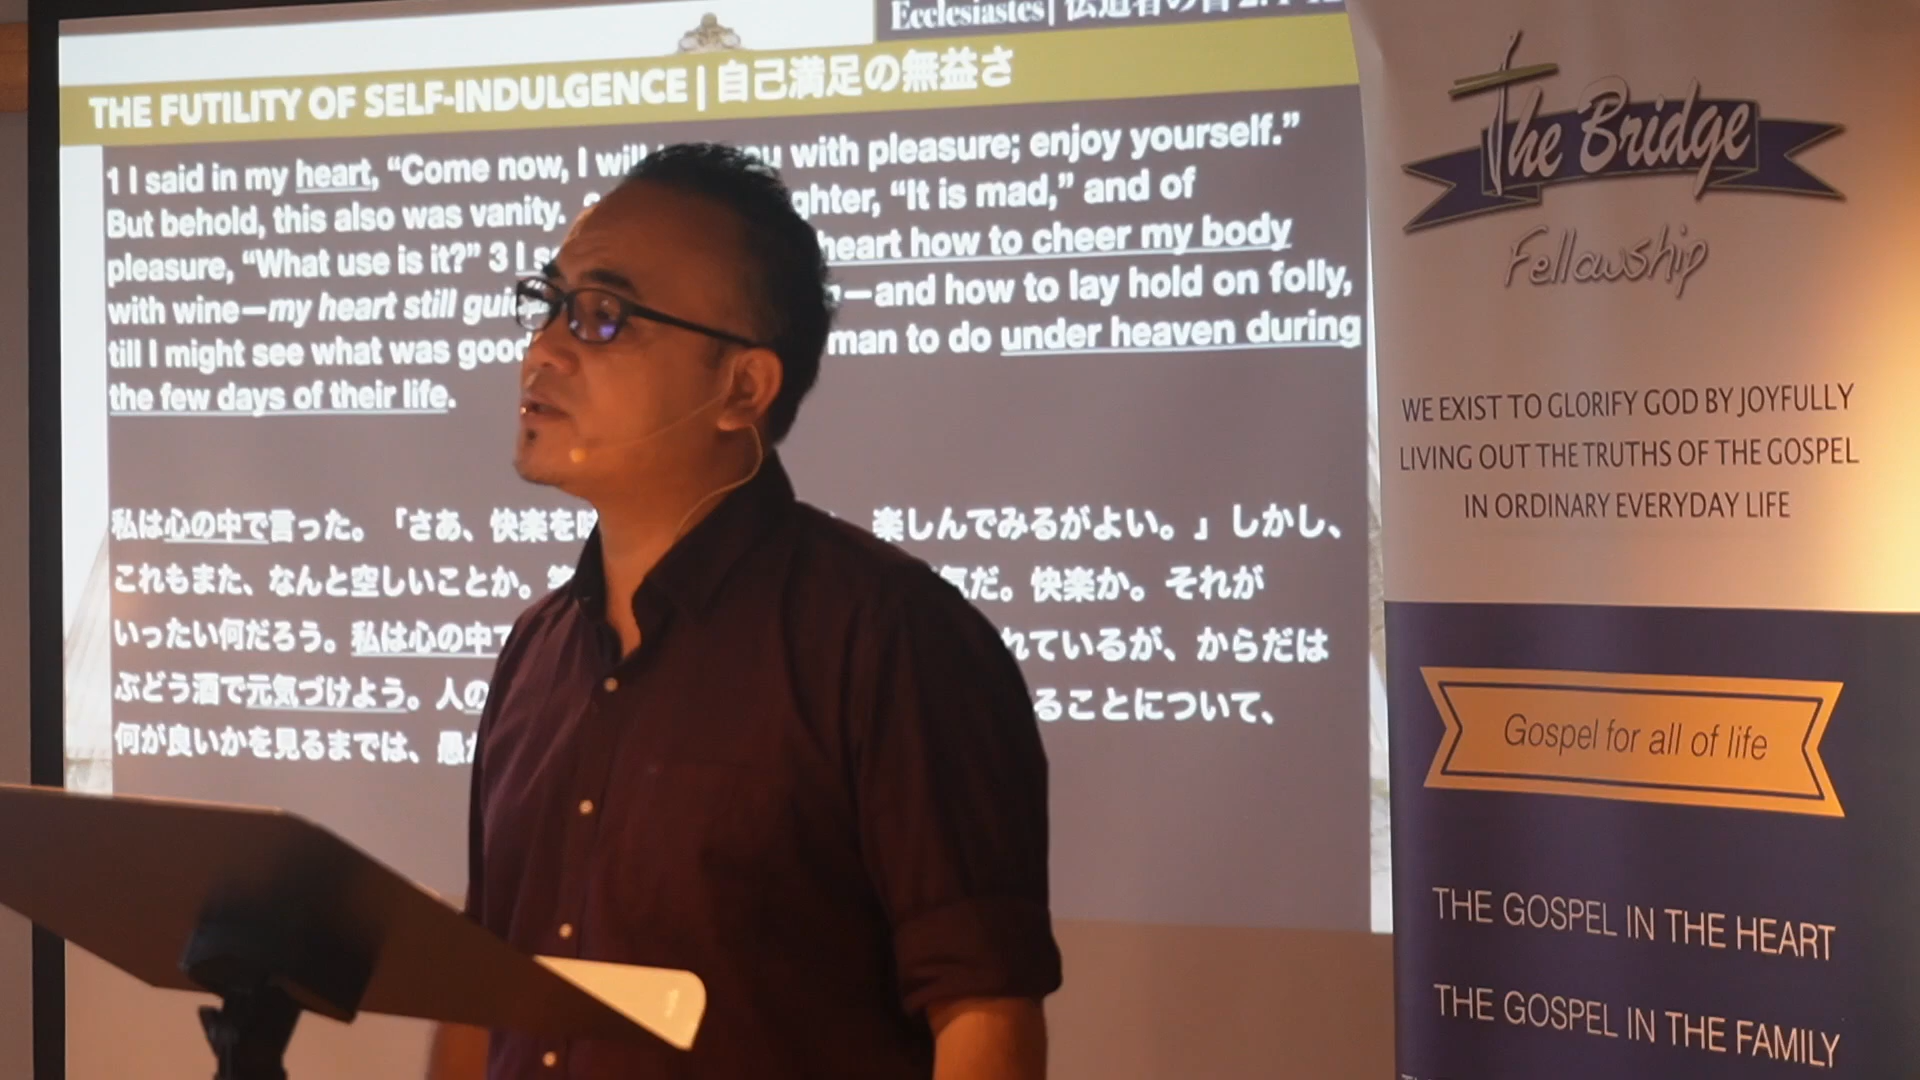 Ecclesiastes|
THE FUTILITY OF SELF-INDULGENCE | 自己満足の無益さ
1 I said in my heart, “Come now, I will with pleasure; enjoy yourself.”
But behold, this also was vanity. “It is mad,” and of
pleasure, “What use is it?” 3 I heart how to cheer my body
with wine—my heart still —and how to lay hold on folly,
till I might see what was good man to do under heaven during
the few days of their life.
私は心の中で言った。「さあ、快楽を 楽しんでみるがよい。」しかし、
これもまた、なんと空しいことか。 だ。快楽か。それが
いったい何だろう。私は心の中で れているが、からだは
ぶどう酒で元気づけよう。人の ることについて、
何が良いかを見るまでは、
The Bridge
Fellowship
WE EXIST TO GLORIFY GOD BY JOYFULLY
LIVING OUT THE TRUTHS OF THE GOSPEL
IN ORDINARY EVERYDAY LIFE
Gospel for all of life
THE GOSPEL IN THE HEART
THE GOSPEL IN THE FAMILY